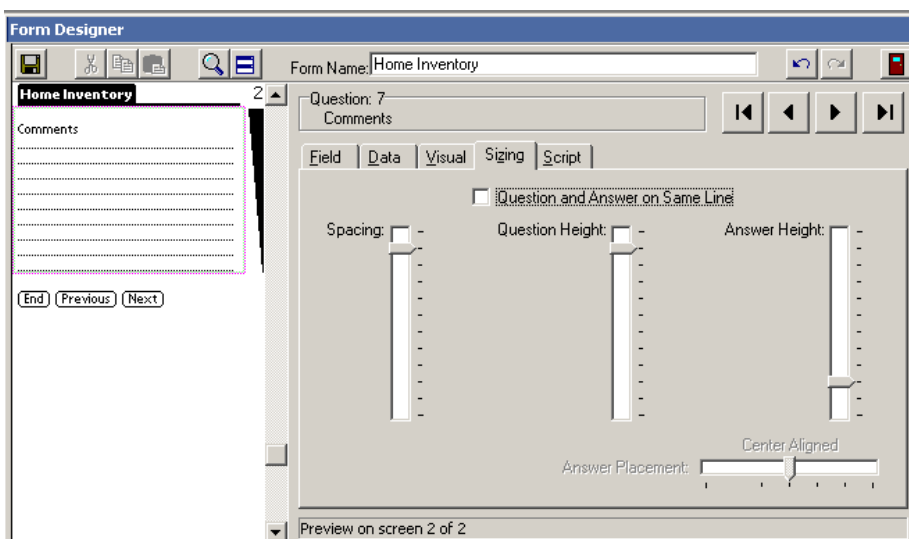 Form Designer
Form Name: Home Inventory
Home Inventory 2
Comments
End Previous Next
Question: 7
Comments
Field Data Visual Sizing Script
Question and Answer on Same Line
Spacing: Question Height: Answer Height:
Center Aligned
Answer Placement:
Preview on screen 2 of 2